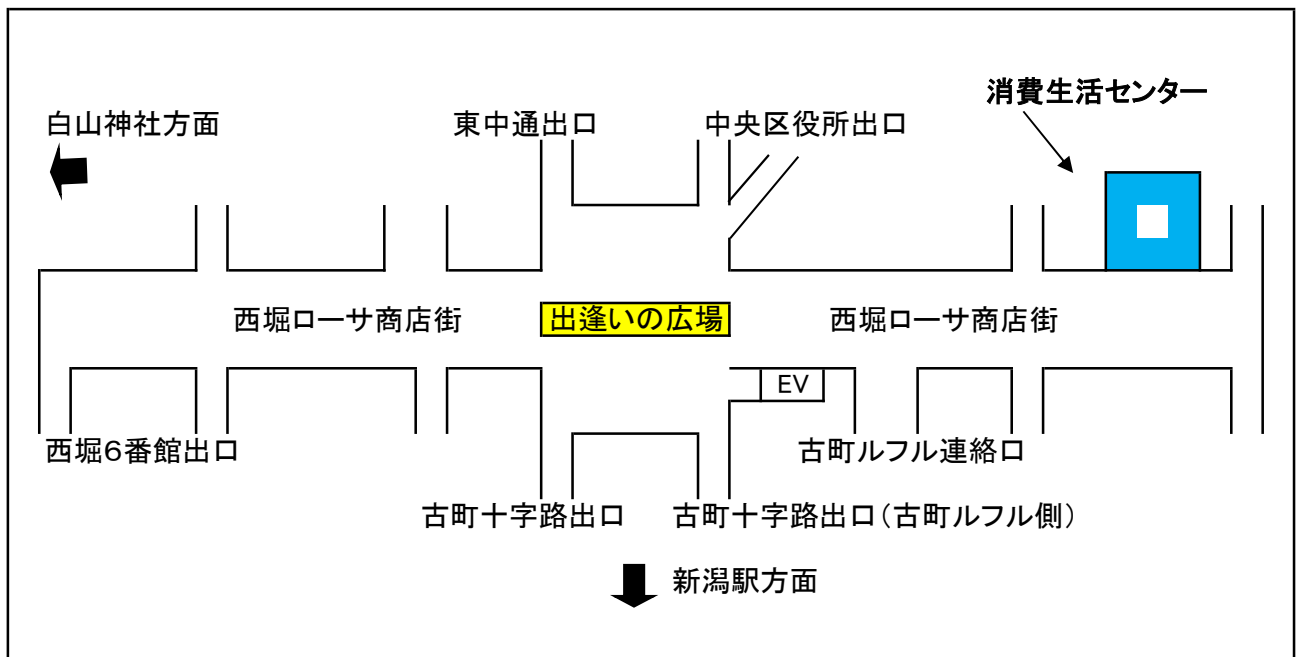 消費生活センター
白山神社方面
東中通出口
中央区役所出口
西堀ローサ商店街
出逢いの広場
西堀ローサ商店街
EV
西堀6番館出口
古町ルフル連絡口
古町十字路出口
古町十字路出口(古町ルフル側)
新潟駅方面